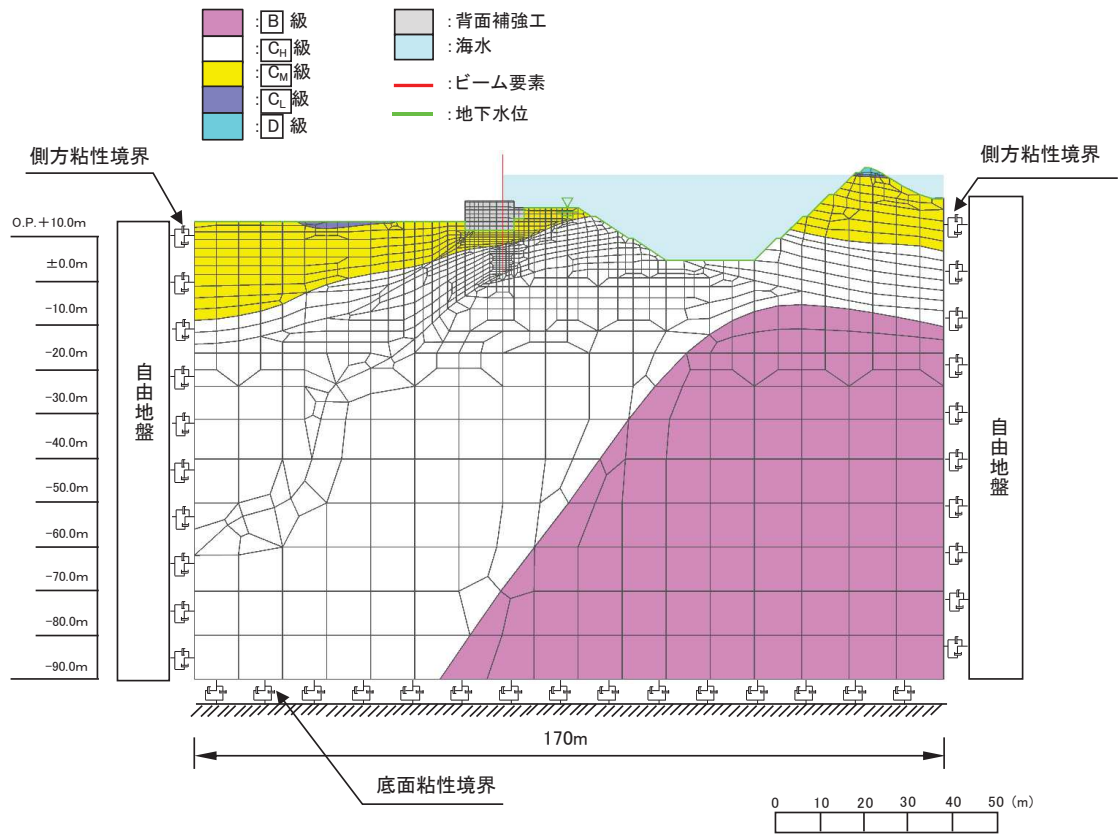 : B 級
: CH級
: CM級
: CL級
: D 級
: 背面補強工
: 海水
:ビーム要素
:地下水位
側方粘性境界
側方粘性境界
O.P.+10.0m
±0.0m
-10.0m
-20.0m
-30.0m
-40.0m
-50.0m
-60.0m
-70.0m
-80.0m
-90.0m
自由地盤
自由地盤
170m
底面粘性境界
0 10 20 30 40 50 (m)